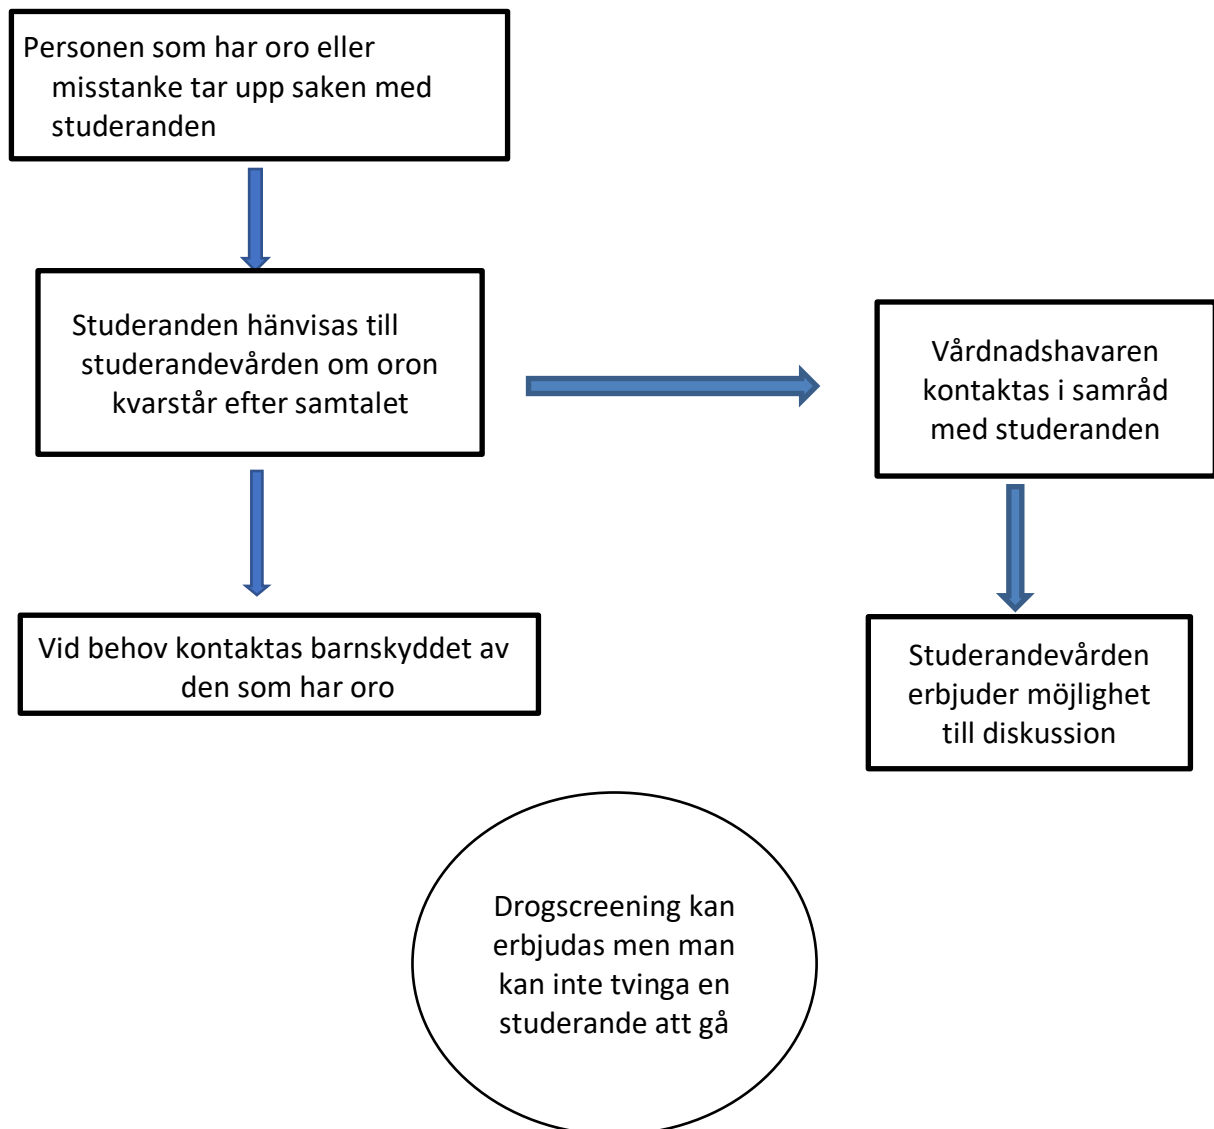 Personen som har oro eller
misstanke tar upp saken med
studeranden
Studeranden hänvisas till
studerandevården om oron
kvarstår efter samtalet
Vårdnadshavaren
kontaktas i samråd
med studeranden
Vid behov kontaktas barnskyddet av
den som har oro
Studerandevården
erbjuder möjlighet
till diskussion
Drogscreening kan
erbjudas men man
kan inte tvinga en
studerande att gå